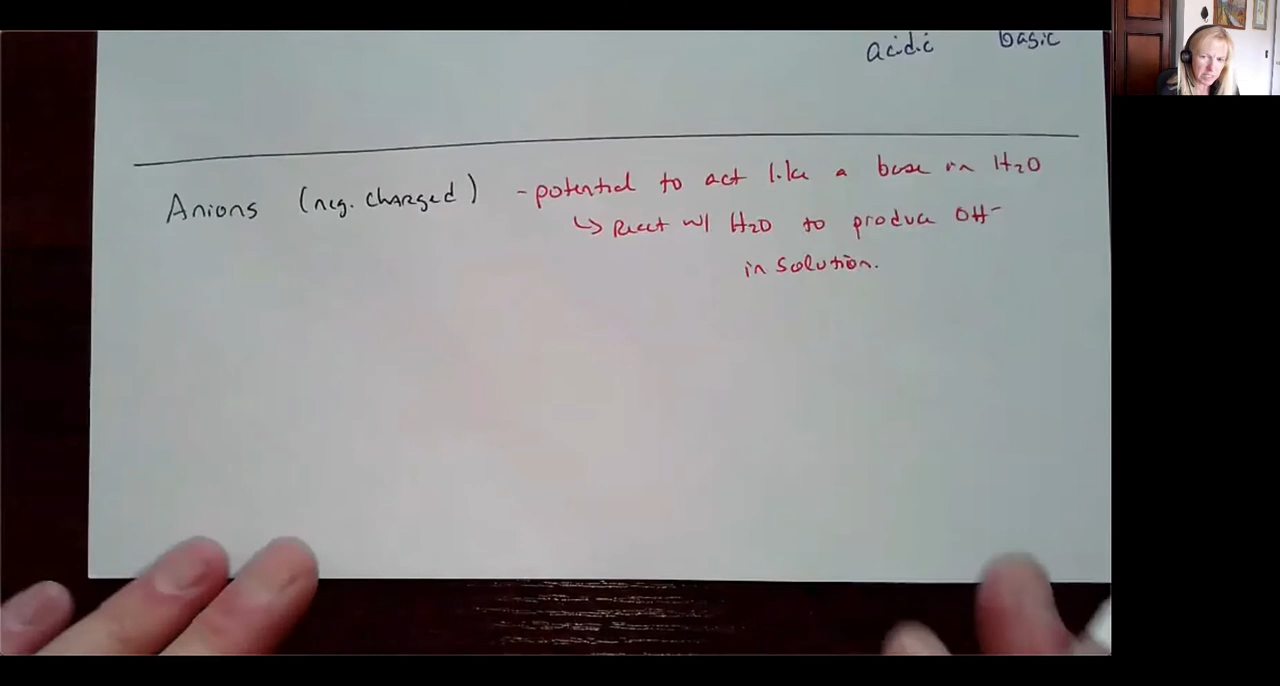 acidic basic
Anions (neg. charged) - potential to act like a base in H₂O
↳ React w/ H₂O to produce OH⁻
in solution.